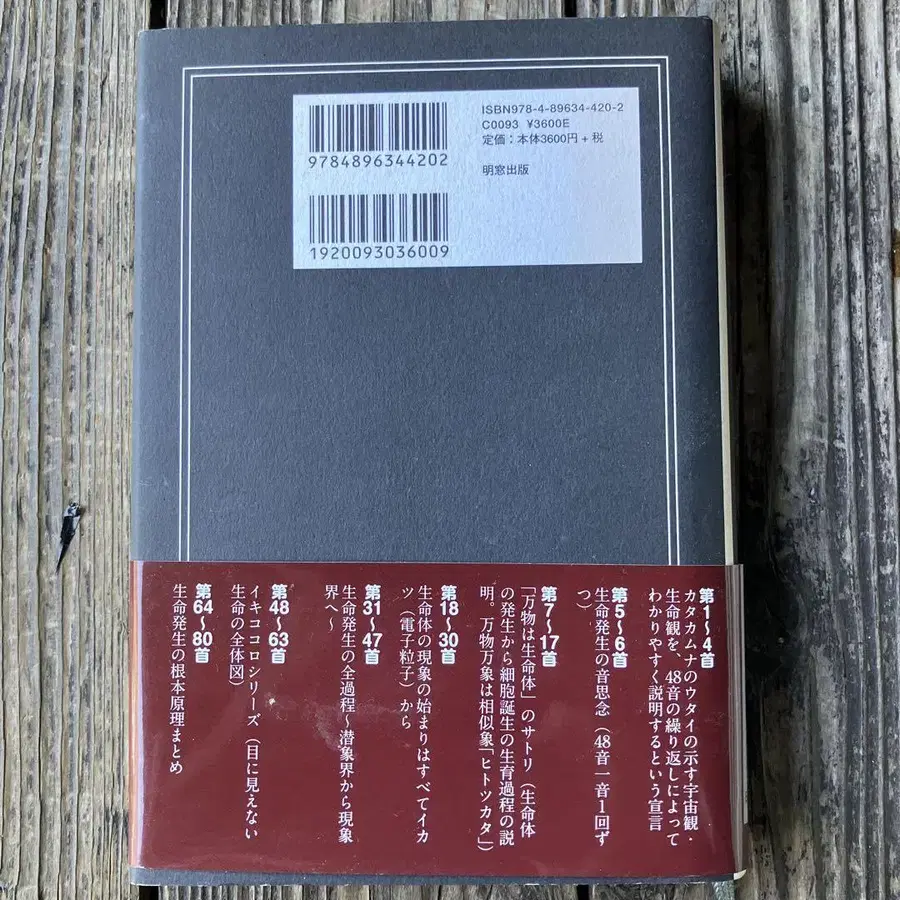 ISBN978-4-89634-420-2
C0093 ¥3600E
定価:本体3600円+税
明窓出版
9784896344202
1920093036009
第1〜4首
カタカムナのウタイの示す宇宙観・
生命観を、48音の繰り返しによって
わかりやすく説明するという宣言
第5〜6首
生命発生の音思念(48音一音1回ず
つ)
第7〜17首
「万物は生命体」のサトリ(生命体
の発生から細胞誕生の生育過程の説
明。万物万象は相似象「ヒトツカタ」)
第18〜30首
生命体の現象の始まりはすべてイカ
ツ(電子粒子)から
第31〜47首
生命発生の全過程〜潜象界から現象
界へ〜
第48〜63首
イキココロシリーズ(目に見えない
生命の全体図)
第64〜80首
生命発生の根本原理まとめ